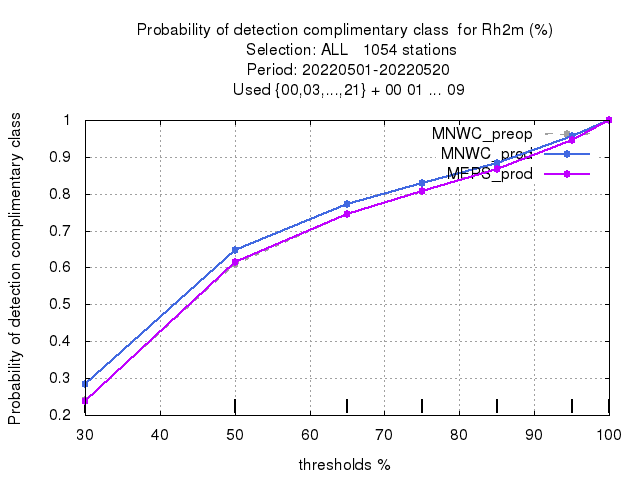 Probability of detection complimentary class for Rh2m (%)
Selection: ALL 1054 stations
Period: 20220501-20220520
Used {00,03,...,21} + 00 01 ... 09
Probability of detection complimentary class
1
0.9
0.8
0.7
0.6
0.5
0.4
0.3
0.2
MNWC_preop
MNWC_prod
MEPS_prod
30 40 50 60 70 80 90 100
thresholds %